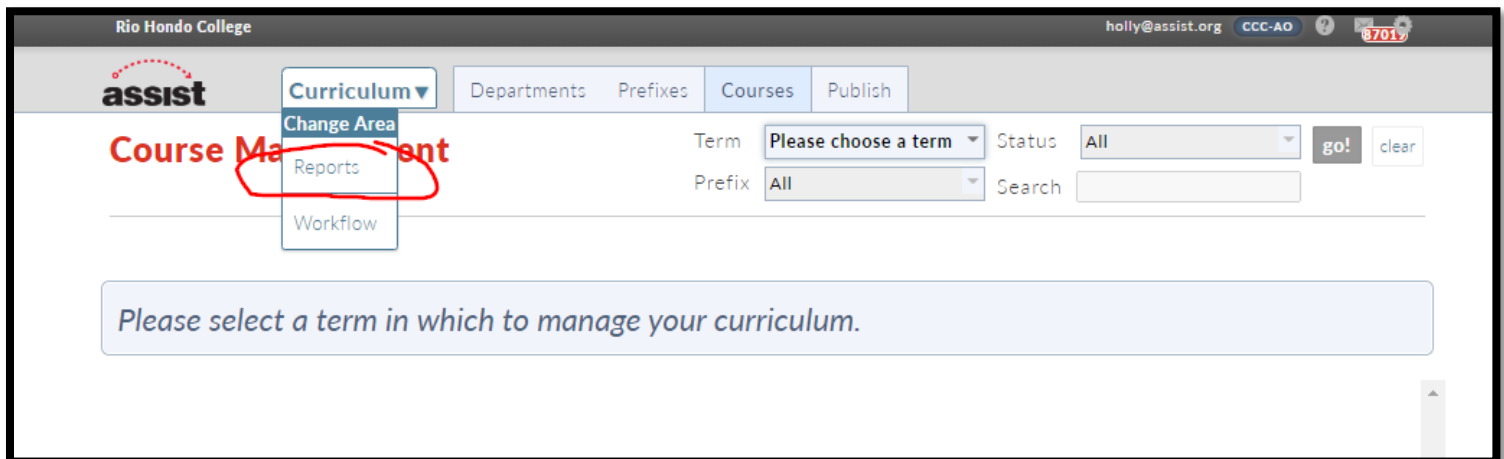 Rio Hondo College holly@assist.org CCC-AO ? 87019
assist Curriculum▼ Departments Prefixes Courses Publish
Change Area
Reports
Workflow
Course Ma ent
Term Please choose a term Status All go! clear
Prefix All Search
Please select a term in which to manage your curriculum.